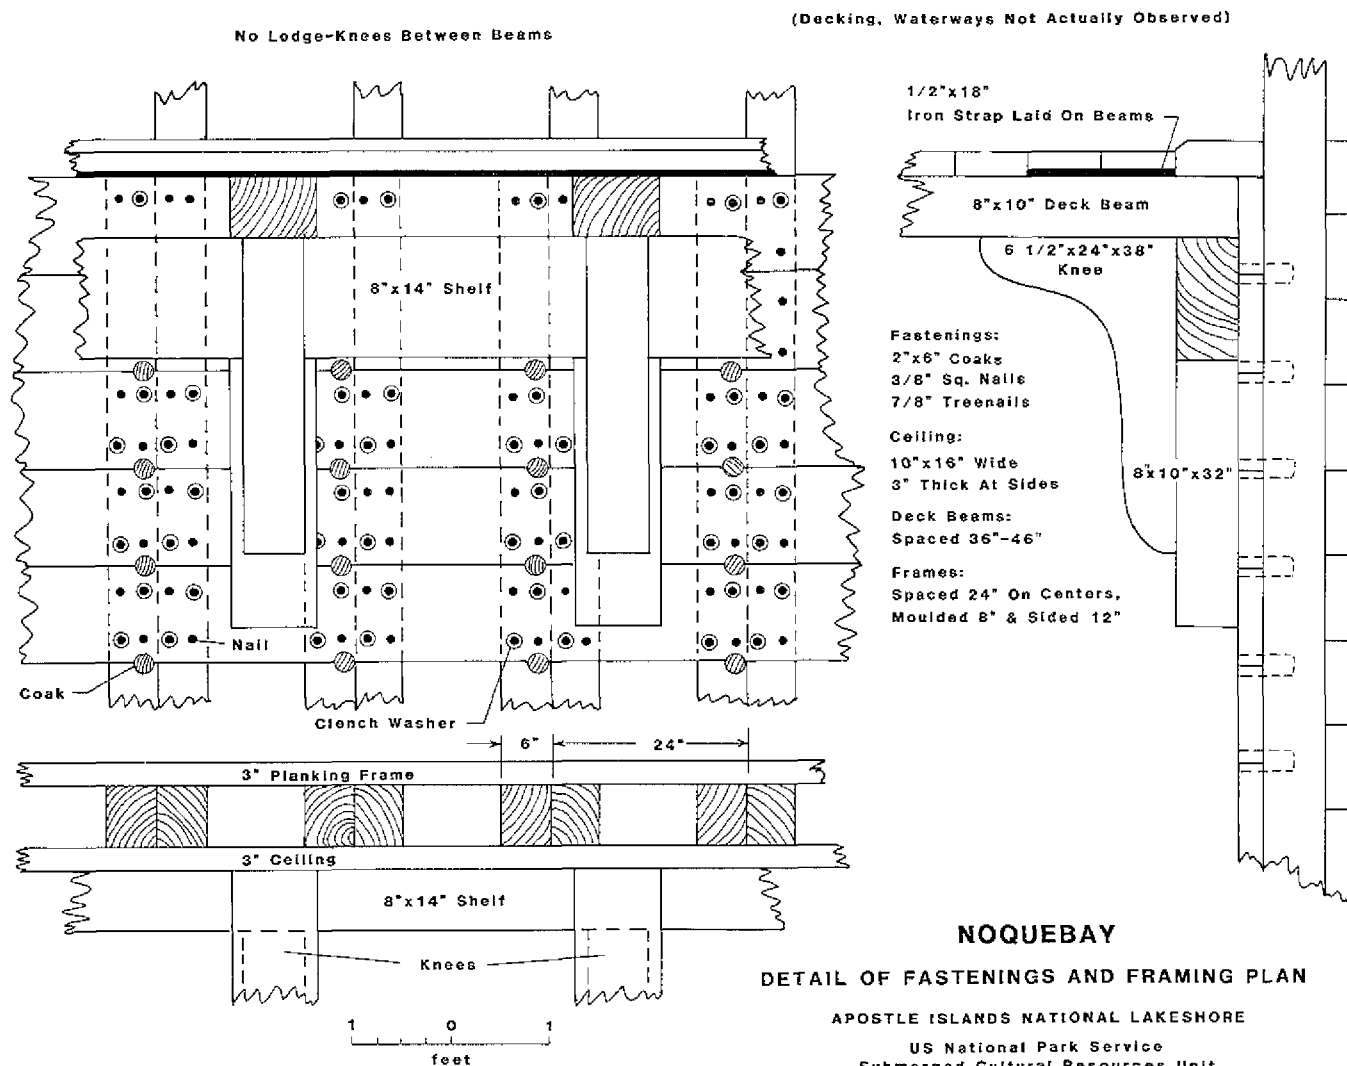 No Lodge-Knees Between Beams
(Decking, Waterways Not Actually Observed)
1/2"x18"
Iron Strap Laid On Beams
8"x10" Deck Beam
6 1/2"x24"x38"
Knee
8"x14" Shelf
Fastenings:
2"x6" Coaks
3/8" Sq. Nails
7/8" Treenails
Ceiling:
10"x16" Wide
3" Thick At Sides
8"x10"x32"
Deck Beams:
Spaced 36"-46"
Frames:
Spaced 24" On Centers,
Moulded 8" & Sided 12"
Nail
Coak
Clench Washer
6"
24"
3" Planking Frame
3" Ceiling
8"x14" Shelf
Knees
1 0 1
feet
NOQUEBAY
DETAIL OF FASTENINGS AND FRAMING PLAN
APOSTLE ISLANDS NATIONAL LAKESHORE
US National Park Service
Submerged Cultural Resources Unit